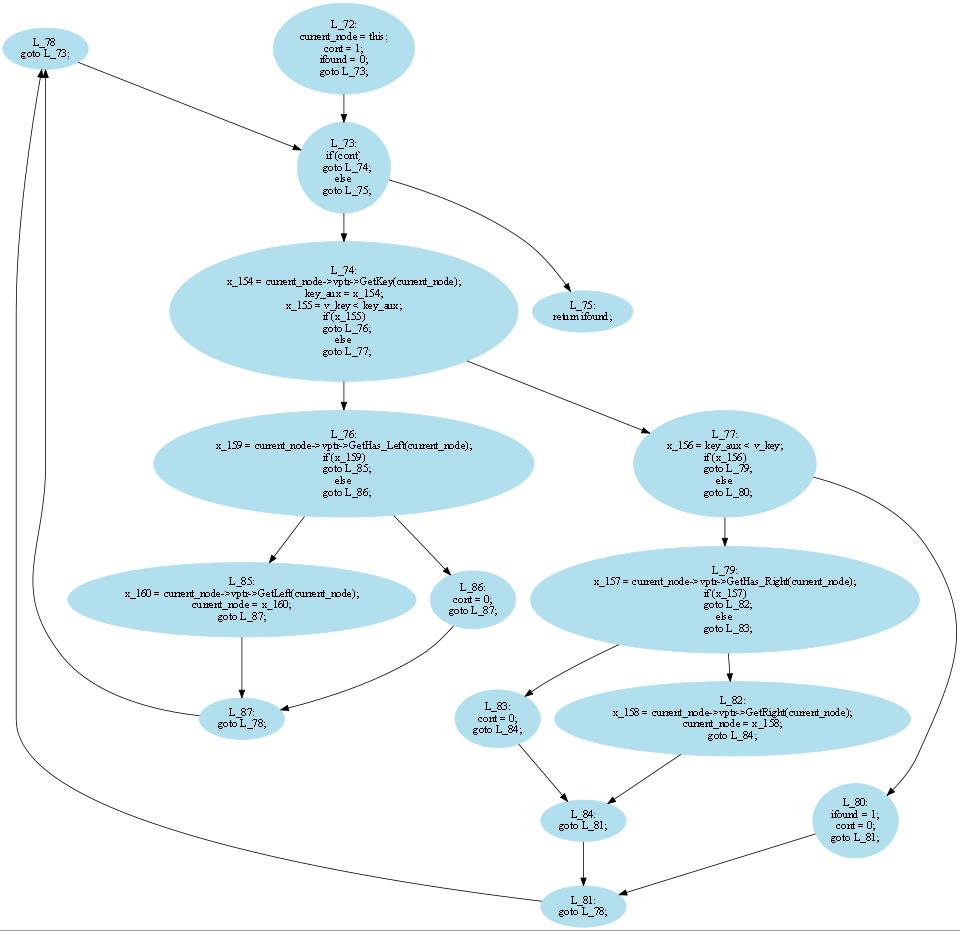 L_72:
current_node = this;
cont = 1;
ifound = 0;
goto L_73;
L_78
goto L_73;
L_73:
if (cont)
goto L_74;
else
goto L_75;
L_74:
x_154 = current_node->vptr->GetKey(current_node);
key_aux = x_154;
x_155 = v_key < key_aux;
if (x_155)
goto L_76;
else
goto L_77;
L_75:
return ifound;
L_76:
x_159 = current_node->vptr->GetHas_Left(current_node);
if (x_159)
goto L_85;
else
goto L_86;
L_77:
x_156 = key_aux < v_key;
if (x_156)
goto L_79;
else
goto L_80;
L_85:
x_160 = current_node->vptr->GetLeft(current_node);
current_node = x_160;
goto L_87;
L_86:
cont = 0;
goto L_87;
L_79:
x_157 = current_node->vptr->GetHas_Right(current_node);
if (x_157)
goto L_82;
else
goto L_83;
L_87:
goto L_78;
L_83:
cont = 0;
goto L_84;
L_82:
x_158 = current_node->vptr->GetRight(current_node);
current_node = x_158;
goto L_84;
L_84:
goto L_81;
L_80:
ifound = 1;
cont = 0;
goto L_81;
L_81:
goto L_78;